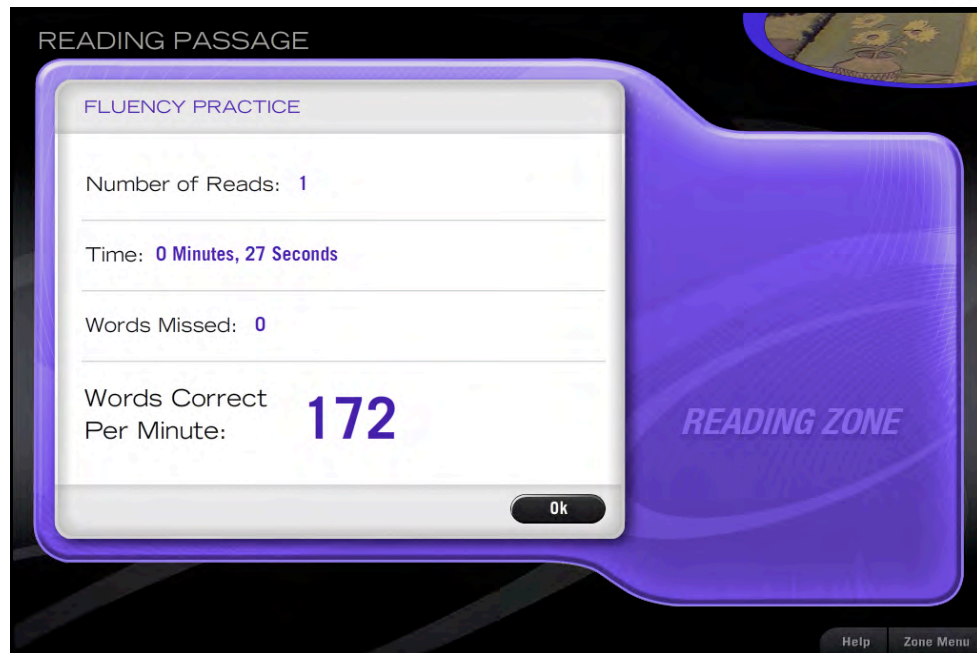 READING PASSAGE
FLUENCY PRACTICE
Number of Reads: 1
Time: 0 Minutes, 27 Seconds
Words Missed: 0
Words Correct
Per Minute: 172
READING ZONE
Ok
Help Zone Menu